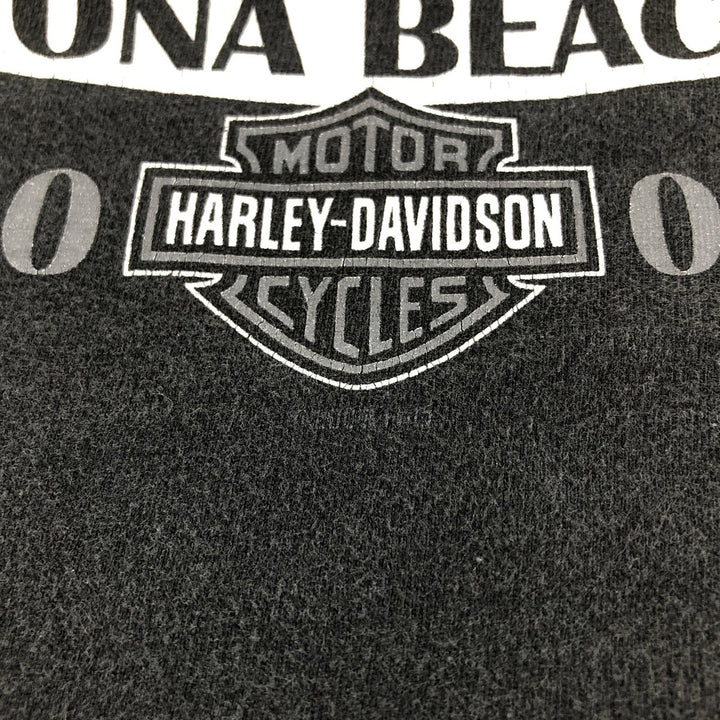 ONA BEAC
MOTOR
0 HARLEY-DAVIDSON 0
CYCLES